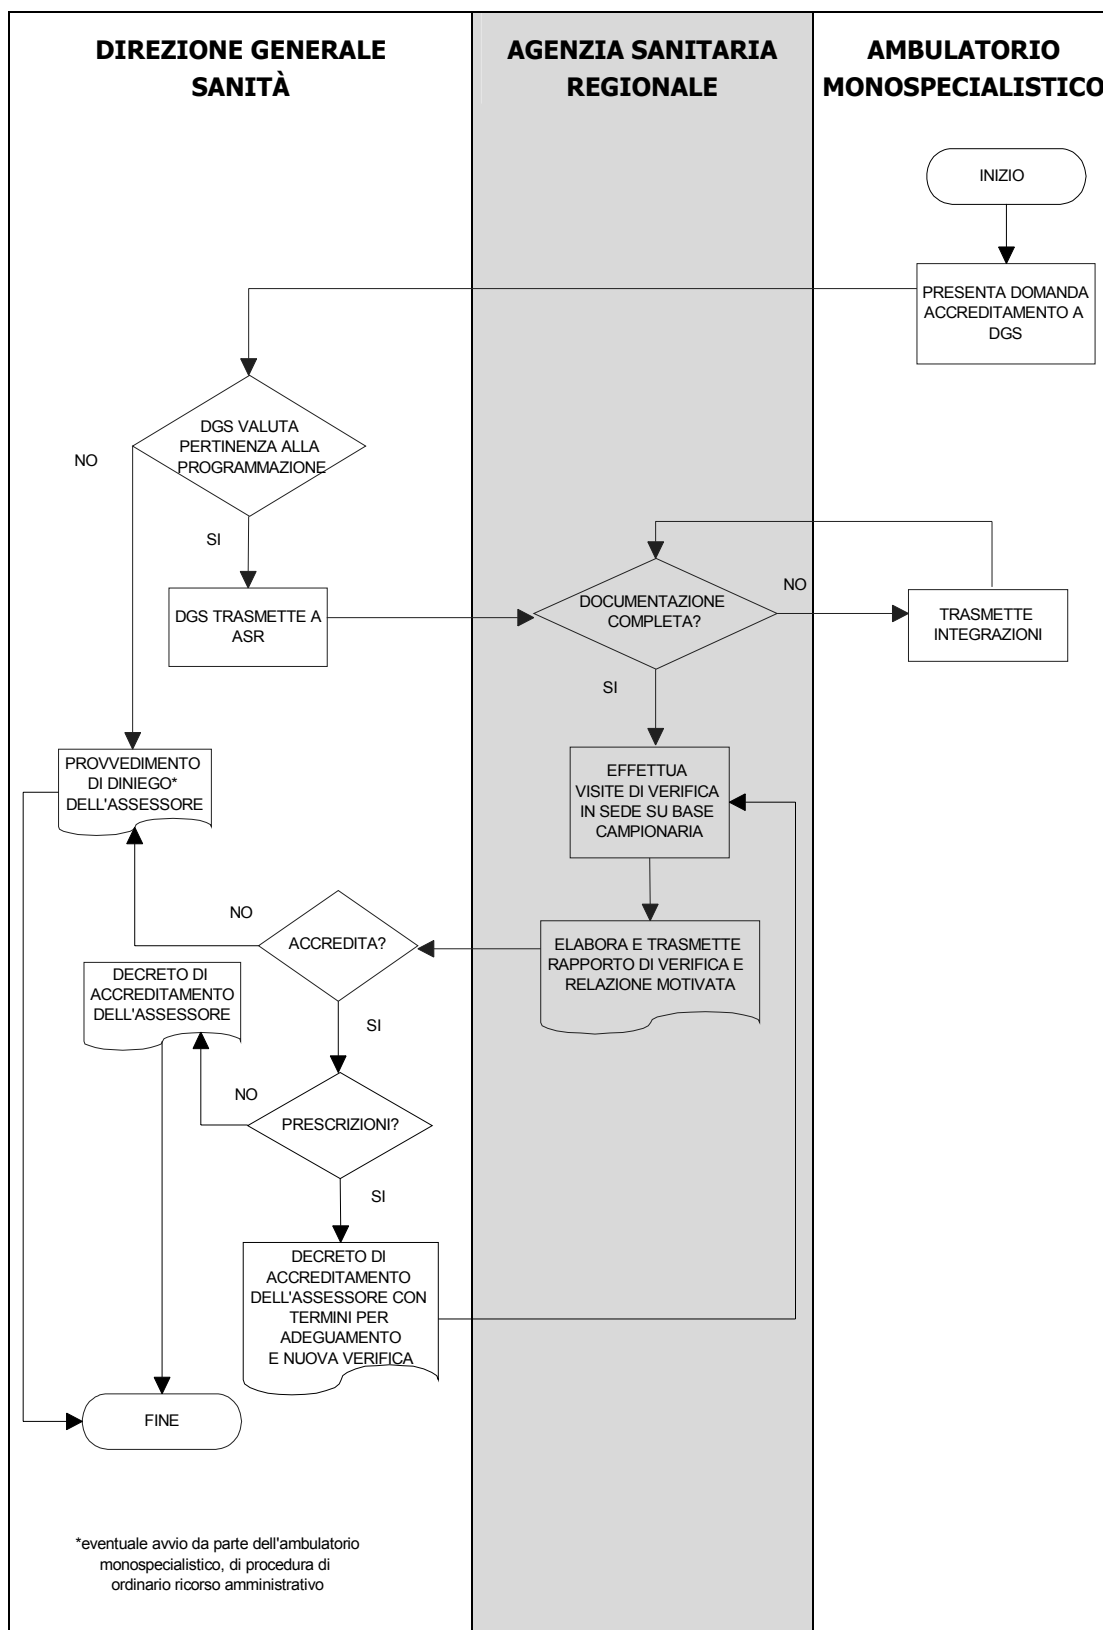 DIREZIONE GENERALE
SANITÀ
AGENZIA SANITARIA
REGIONALE
AMBULATORIO
MONOSPECIALISTICO
INIZIO
PRESENTA DOMANDA
ACCREDITAMENTO A
DGS
DGS VALUTA
PERTINENZA ALLA
PROGRAMMAZIONE
NO
SI
DGS TRASMETTE A
ASR
DOCUMENTAZIONE
COMPLETA?
NO
TRASMETTE
INTEGRAZIONI
SI
PROVVEDIMENTO
DI DINIEGO*
DELL'ASSESSORE
EFFETTUA
VISITE DI VERIFICA
IN SEDE SU BASE
CAMPIONARIA
NO
ACCREDITA?
ELABORA E TRASMETTE
RAPPORTO DI VERIFICA E
RELAZIONE MOTIVATA
DECRETO DI
ACCREDITAMENTO
DELL'ASSESSORE
SI
NO
PRESCRIZIONI?
SI
DECRETO DI
ACCREDITAMENTO
DELL'ASSESSORE CON
TERMINI PER
ADEGUAMENTO
E NUOVA VERIFICA
FINE
*eventuale avvio da parte dell'ambulatorio
monospecialistico, di procedura di
ordinario ricorso amministrativo